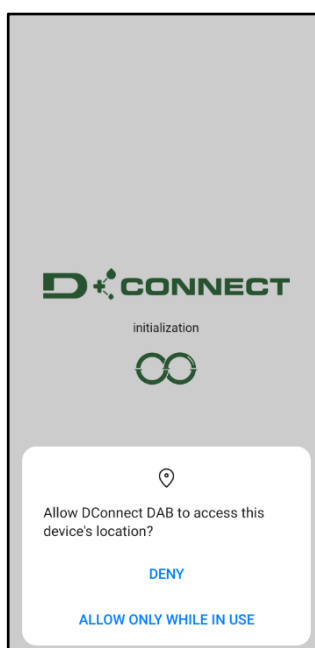 D+CONNECT
initialization
Allow DConnect DAB to access this
device's location?
DENY
ALLOW ONLY WHILE IN USE